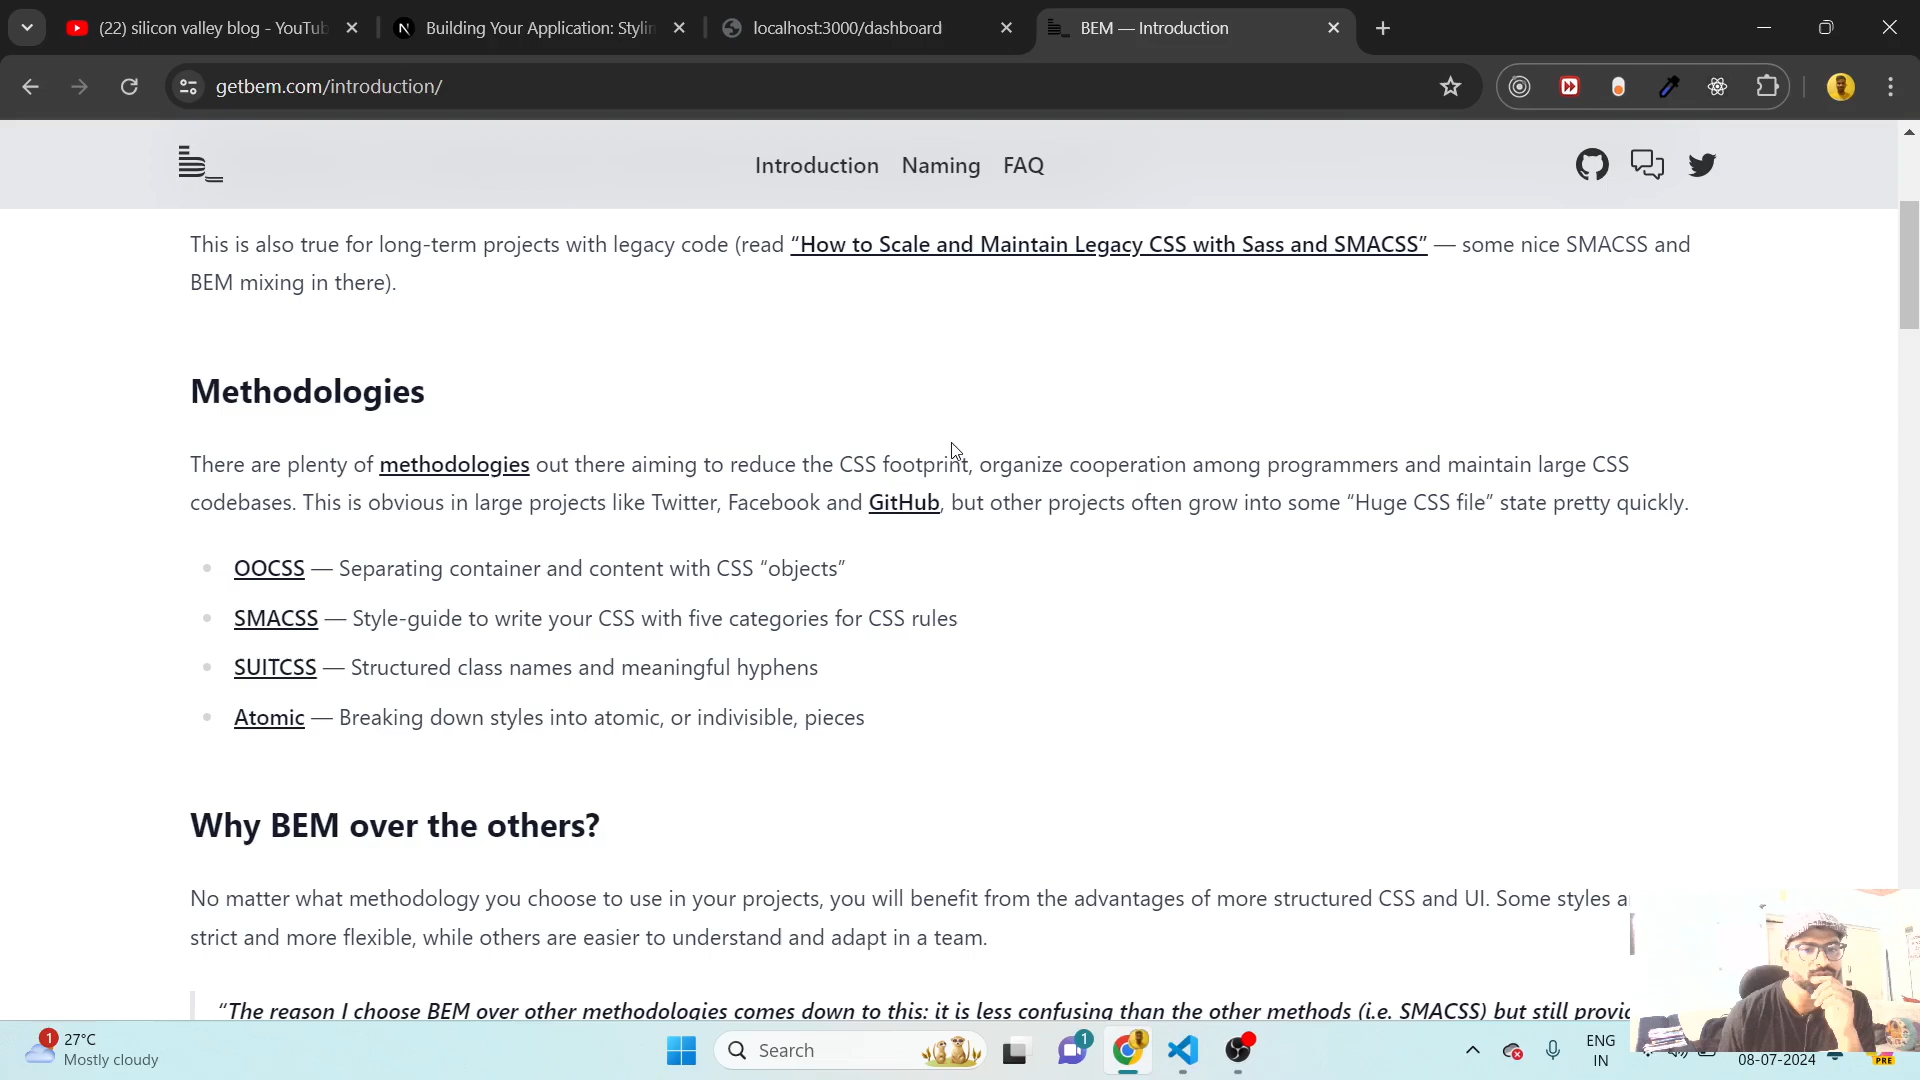 (22) silicon valley blog - YouTub
Building Your Application: Stylin
localhost:3000/dashboard
BEM — Introduction
getbem.com/introduction/
Introduction
Naming
FAQ
This is also true for long-term projects with legacy code (read “How to Scale and Maintain Legacy CSS with Sass and SMACSS” — some nice SMACSS and
BEM mixing in there).
Methodologies
There are plenty of methodologies out there aiming to reduce the CSS footprint, organize cooperation among programmers and maintain large CSS
codebases. This is obvious in large projects like Twitter, Facebook and GitHub, but other projects often grow into some “Huge CSS file” state pretty quickly.
OOCSS — Separating container and content with CSS “objects”
SMACSS — Style-guide to write your CSS with five categories for CSS rules
SUITCSS — Structured class names and meaningful hyphens
Atomic — Breaking down styles into atomic, or indivisible, pieces
Why BEM over the others?
No matter what methodology you choose to use in your projects, you will benefit from the advantages of more structured CSS and UI. Some styles a
strict and more flexible, while others are easier to understand and adapt in a team.
“The reason I choose BEM over other methodologies comes down to this: it is less confusing than the other methods (i.e. SMACSS) but still provid
1
27°C
Mostly cloudy
Search
1
ENG
IN
08-07-2024
PRE